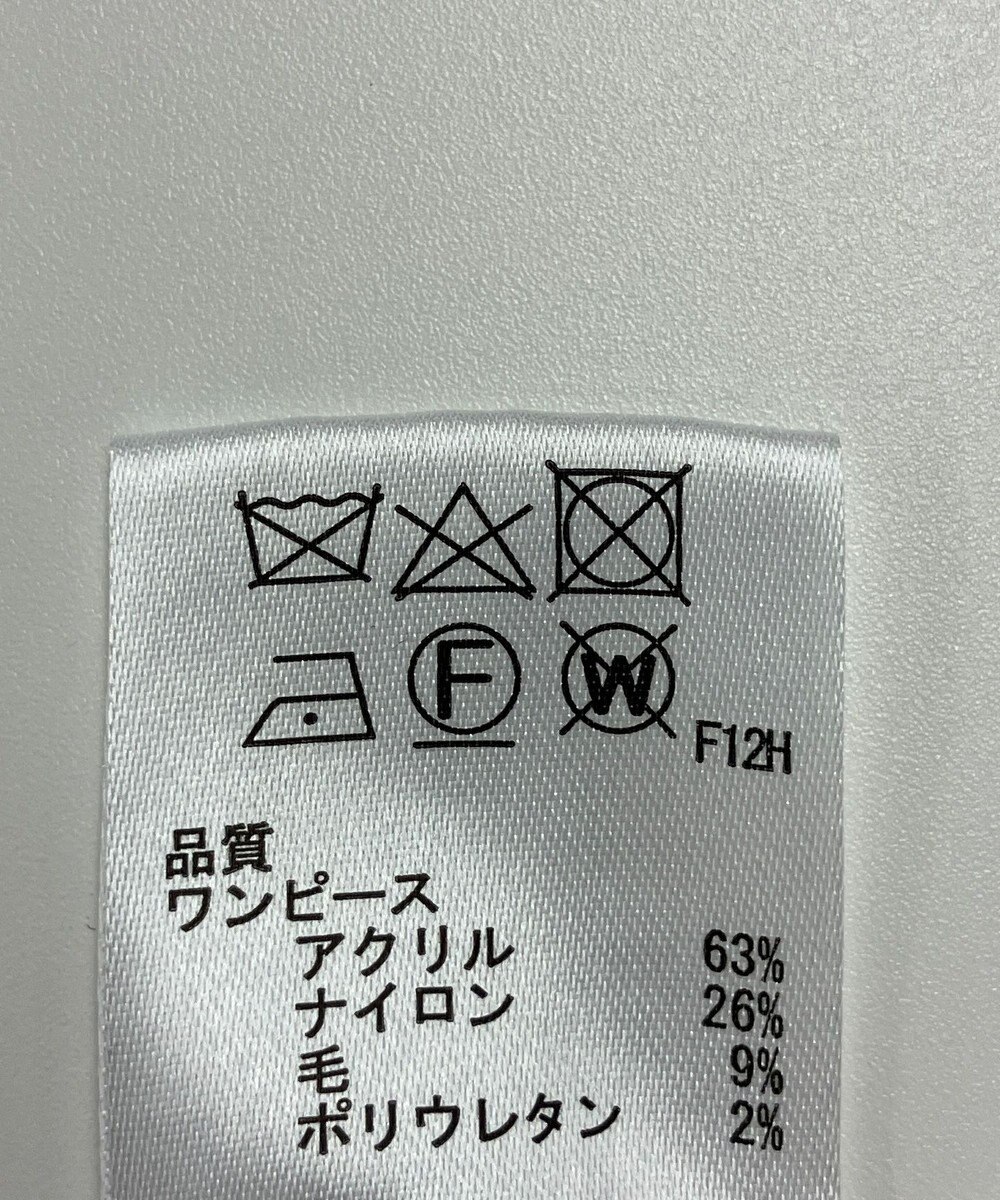 F
W
F12H
品質
ワンピース
アクリル 63%
ナイロン 26%
毛 9%
ポリウレタン 2%